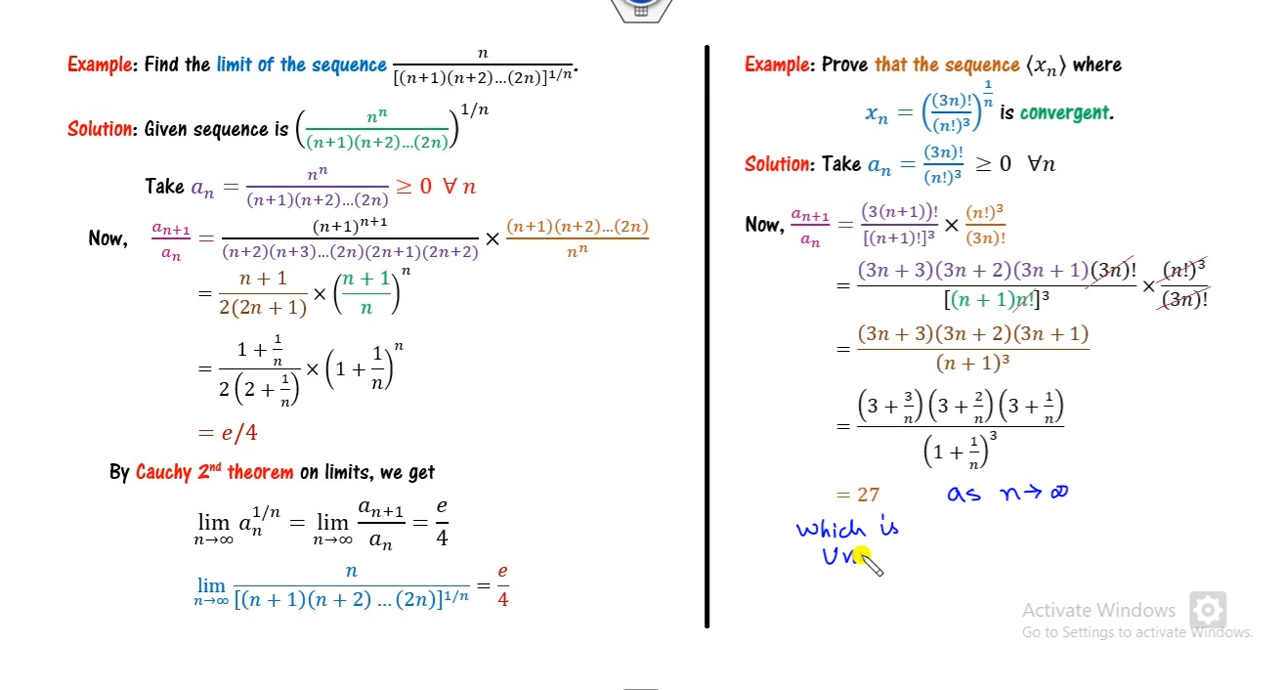 Example: Find the limit of the sequence n/[(n+1)(n+2)…(2n)]^{1/n}.
Solution: Given sequence is (n^n/((n+1)(n+2)…(2n)))^{1/n}
Take a_n = n^n/((n+1)(n+2)…(2n)) ≥ 0 ∀ n
Now, a_{n+1}/a_n = (n+1)^{n+1}/((n+2)(n+3)…(2n)(2n+1)(2n+2)) × (n+1)(n+2)…(2n)/n^n
= (n + 1)/(2(2n + 1)) × ((n + 1)/n)^n
= (1 + 1/n)/(2(2 + 1/n)) × (1 + 1/n)^n
= e/4
By Cauchy 2nd theorem on limits, we get
lim_{n→∞} a_n^{1/n} = lim_{n→∞} a_{n+1}/a_n = e/4
lim_{n→∞} n/[(n + 1)(n + 2) …(2n)]^{1/n} = e/4
Example: Prove that the sequence ⟨x_n⟩ where
x_n = ((3n)!/(n!)^3)^{1/n} is convergent.
Solution: Take a_n = (3n)!/(n!)^3 ≥ 0 ∀n
Now, a_{n+1}/a_n = (3(n+1))!/[(n+1)!]^3 × (n!)^3/(3n)!
= (3n + 3)(3n + 2)(3n + 1)(3n)!/[(n + 1)n!]^3 × (n!)^3/(3n)!
= (3n + 3)(3n + 2)(3n + 1)/(n + 1)^3
= (3 + 3/n)(3 + 2/n)(3 + 1/n)/(1 + 1/n)^3
= 27 as n→∞
Which is
Activate Windows
Go to Settings to activate Windows.